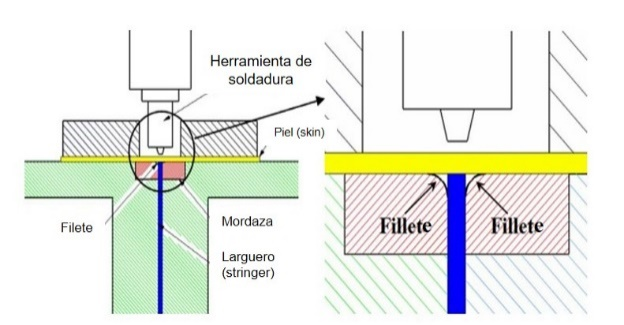 Herramienta de
soldadura
Piel (skin)
Filete
Mordaza
Larguero
(stringer)
Fillete
Fillete